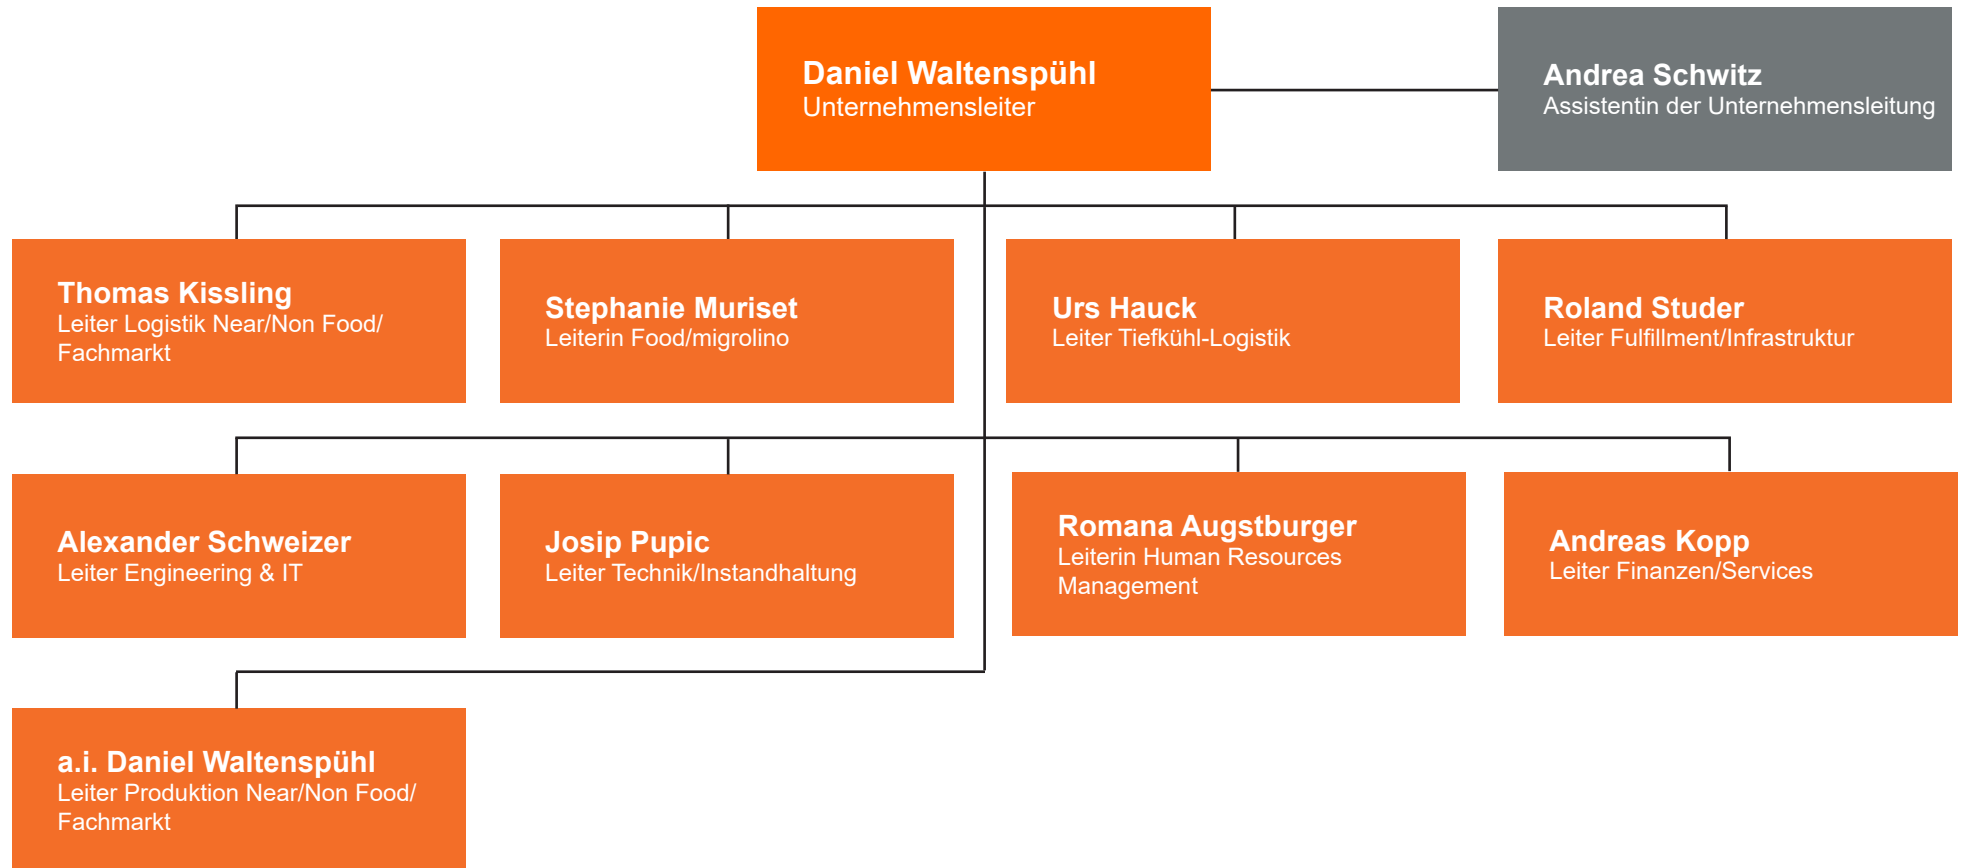 Daniel Waltenspühl
Unternehmensleiter
Andrea Schwitz
Assistentin der Unternehmensleitung
Thomas Kissling
Leiter Logistik Near/Non Food/
Fachmarkt
Stephanie Muriset
Leiterin Food/migrolino
Urs Hauck
Leiter Tiefkühl-Logistik
Roland Studer
Leiter Fulfillment/Infrastruktur
Alexander Schweizer
Leiter Engineering & IT
Josip Pupic
Leiter Technik/Instandhaltung
Romana Augstburger
Leiterin Human Resources
Management
Andreas Kopp
Leiter Finanzen/Services
a.i. Daniel Waltenspühl
Leiter Produktion Near/Non Food/
Fachmarkt